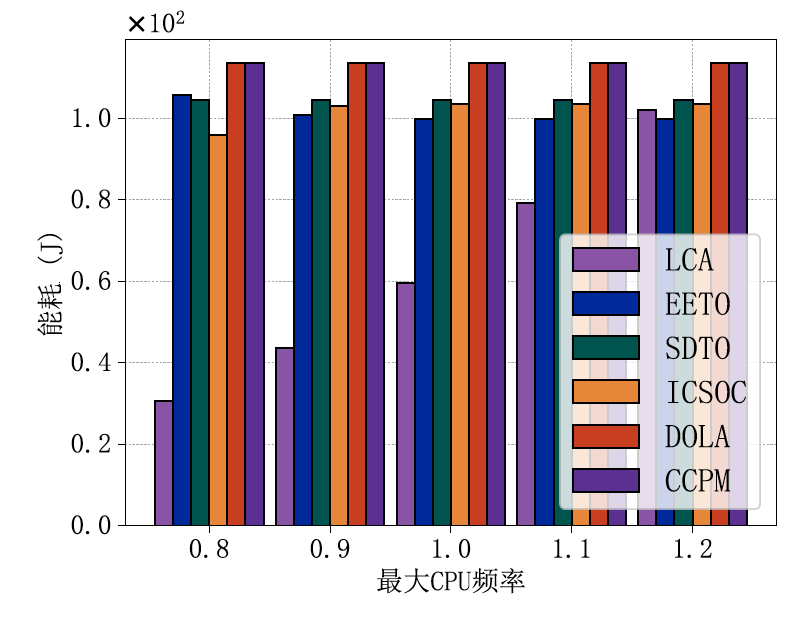 ×10²
1.0
0.8
0.6
0.4
0.2
0.0
能耗 (J)
LCA
EETO
SDTO
ICSOC
DOLA
CCPM
0.8 0.9 1.0 1.1 1.2
最大CPU频率